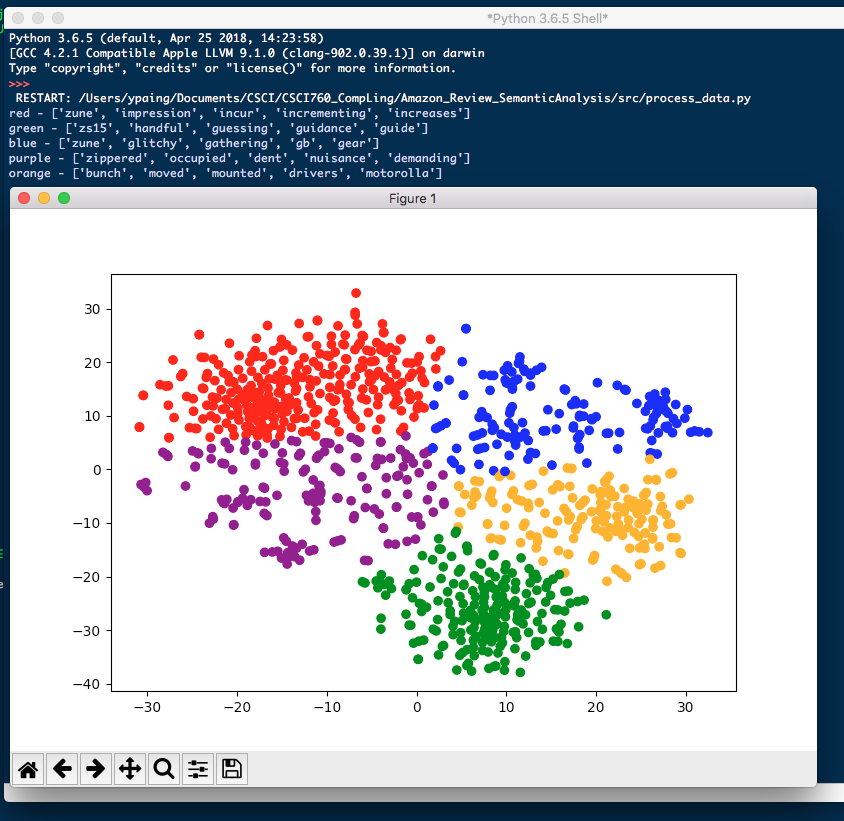 *Python 3.6.5 Shell*
Python 3.6.5 (default, Apr 25 2018, 14:23:58)
[GCC 4.2.1 Compatible Apple LLVM 9.1.0 (clang-902.0.39.1)] on darwin
Type "copyright", "credits" or "license()" for more information.
>>>
RESTART: /Users/ypaing/Documents/CSCI/CSCI760_CompLing/Amazon_Review_SemanticAnalysis/src/process_data.py
red - ['zune', 'impression', 'incur', 'incrementing', 'increases']
green - ['zs15', 'handful', 'guessing', 'guidance', 'guide']
blue - ['zune', 'glitchy', 'gathering', 'gb', 'gear']
purple - ['zippered', 'occupied', 'dent', 'nuisance', 'demanding']
orange - ['bunch', 'moved', 'mounted', 'drivers', 'motorolla']
Figure 1
30
20
10
0
−10
−20
−30
−40
−30 −20 −10 0 10 20 30